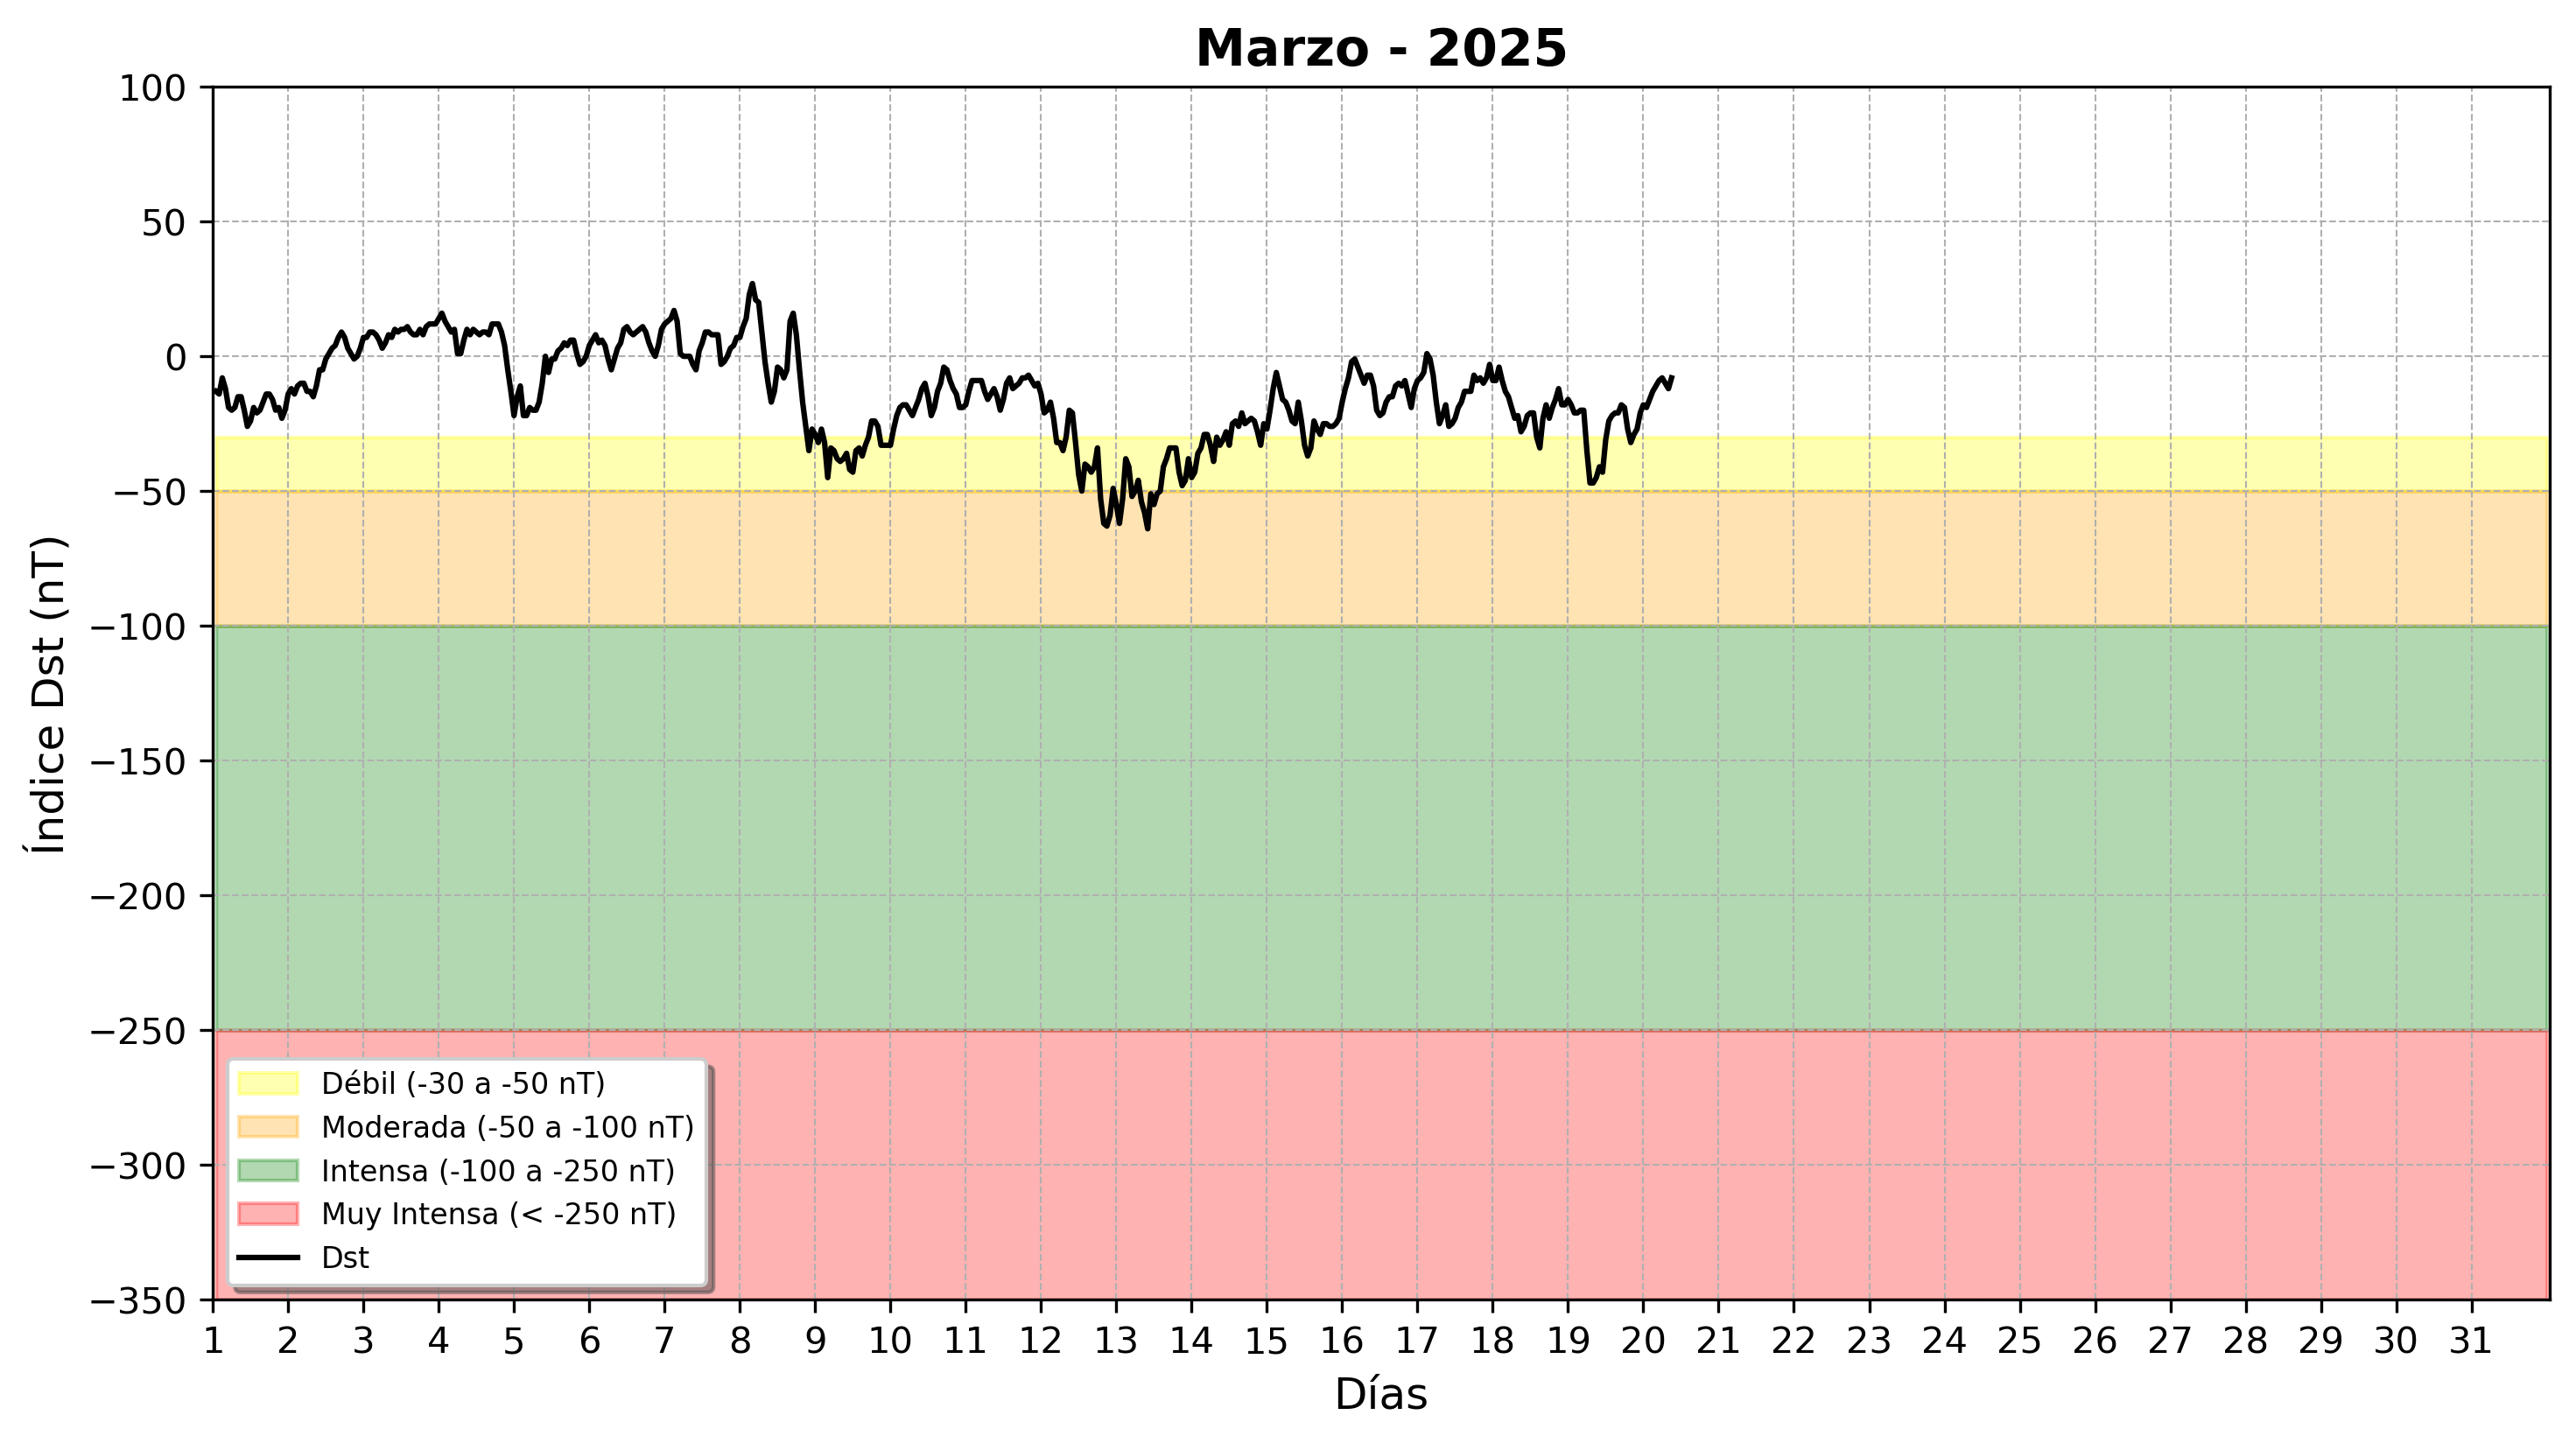 Marzo - 2025
100
50
0
−50
−100
−150
−200
−250
−300
−350
Índice Dst (nT)
Débil (-30 a -50 nT)
Moderada (-50 a -100 nT)
Intensa (-100 a -250 nT)
Muy Intensa (< -250 nT)
Dst
1 2 3 4 5 6 7 8 9 10 11 12 13 14 15 16 17 18 19 20 21 22 23 24 25 26 27 28 29 30 31
Días